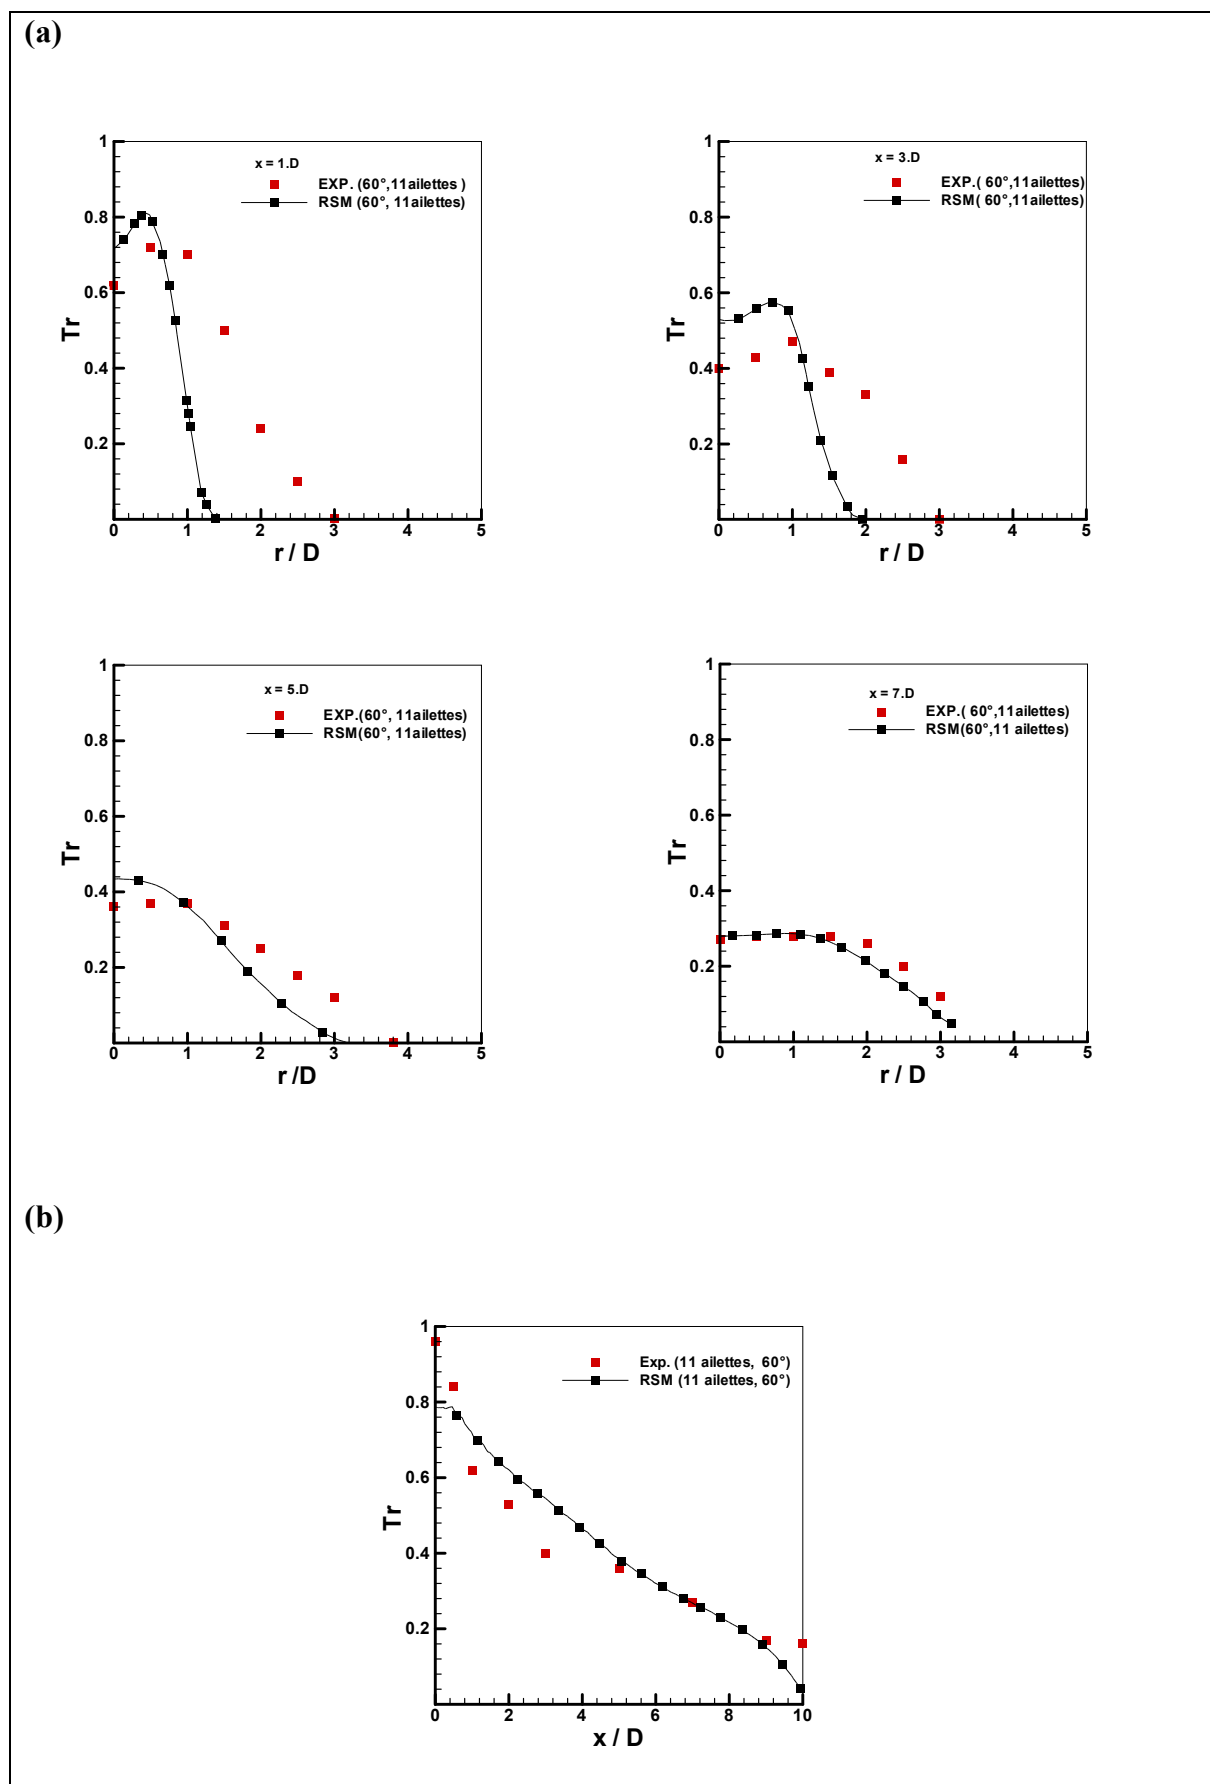 (a)
x = 1.D
EXP. (60°,11ailettes )
RSM (60°, 11ailettes)
1
0.8
0.6
0.4
0.2
Tr
0 1 2 3 4 5
r / D
x = 3.D
EXP.( 60°,11ailettes)
RSM( 60°,11ailettes)
1
0.8
0.6
0.4
0.2
Tr
0 1 2 3 4 5
r / D
x = 5.D
EXP.(60°, 11ailettes)
RSM(60°, 11ailettes)
1
0.8
0.6
0.4
0.2
Tr
0 1 2 3 4 5
r /D
x = 7.D
EXP.( 60°,11ailettes)
RSM(60°,11 ailettes)
1
0.8
0.6
0.4
0.2
Tr
0 1 2 3 4 5
r / D
(b)
Exp. (11 ailettes, 60°)
RSM (11 ailettes, 60°)
1
0.8
0.6
0.4
0.2
Tr
0 2 4 6 8 10
x / D